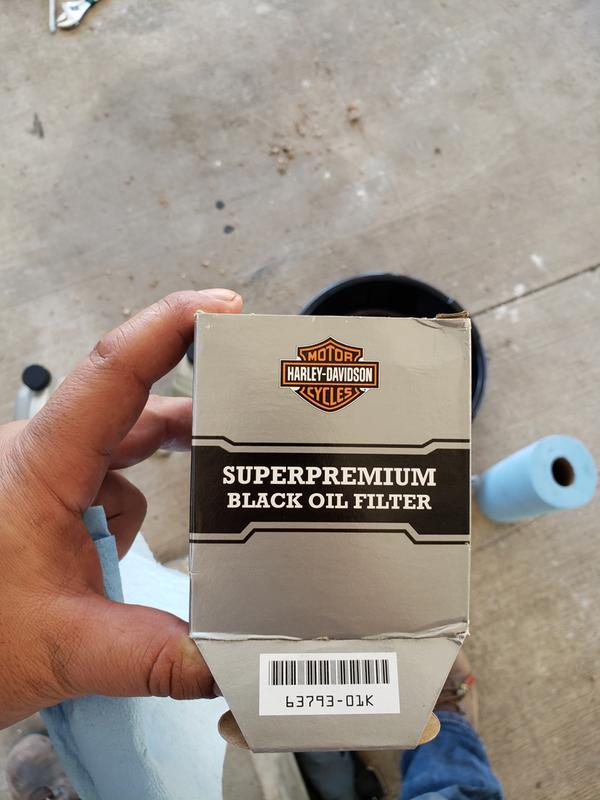 MOTOR
HARLEY-DAVIDSON
CYCLES
SUPERPREMIUM
BLACK OIL FILTER
63793-01K